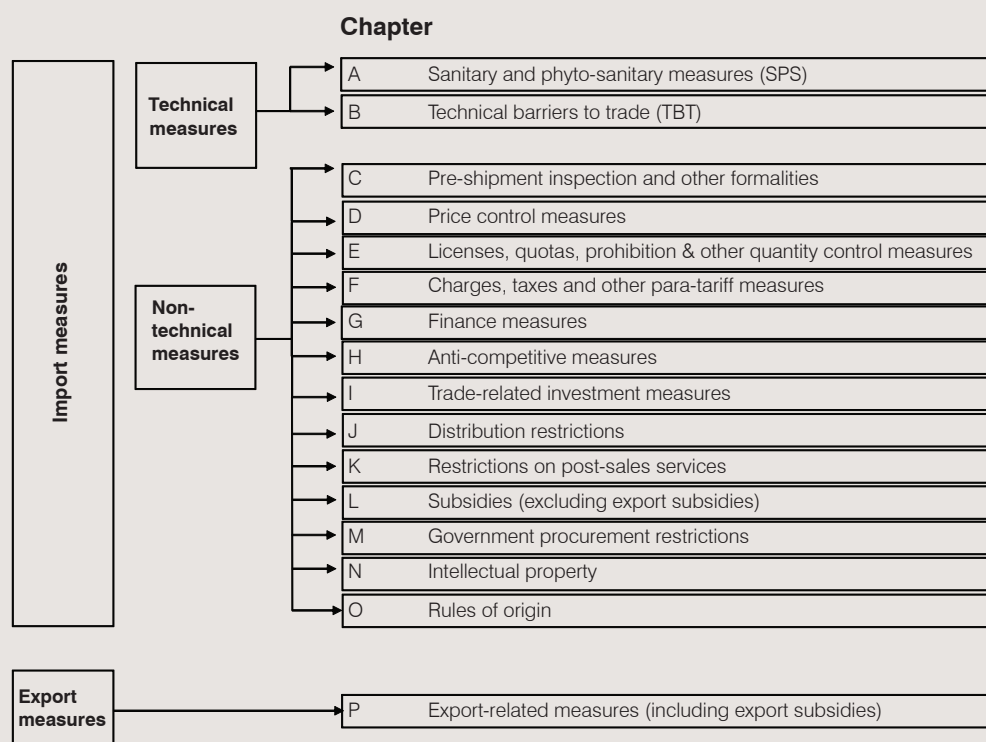 Chapter
Import measures
Technical
measures
A Sanitary and phyto-sanitary measures (SPS)
B Technical barriers to trade (TBT)
Non-
technical
measures
C Pre-shipment inspection and other formalities
D Price control measures
E Licenses, quotas, prohibition & other quantity control measures
F Charges, taxes and other para-tariff measures
G Finance measures
H Anti-competitive measures
I Trade-related investment measures
J Distribution restrictions
K Restrictions on post-sales services
L Subsidies (excluding export subsidies)
M Government procurement restrictions
N Intellectual property
O Rules of origin
Export
measures
P Export-related measures (including export subsidies)